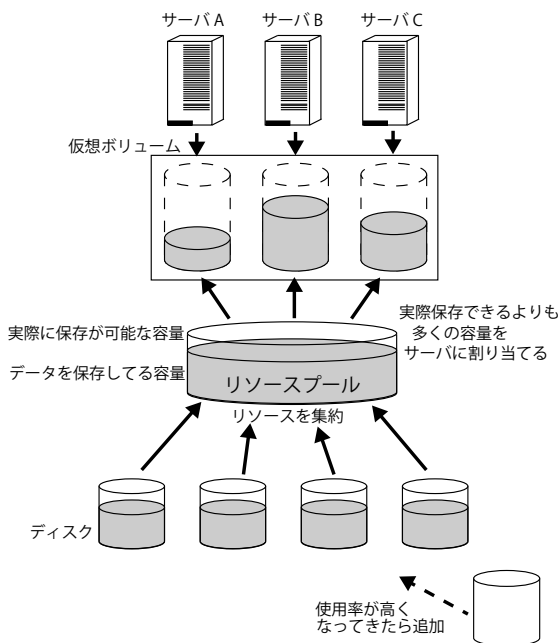 サーバ A
サーバ B
サーバ C
仮想ボリューム
実際に保存が可能な容量
実際保存できるよりも
多くの容量を
サーバに割り当てる
データを保存してる容量
リソースプール
リソースを集約
ディスク
使用率が高く
なってきたら追加